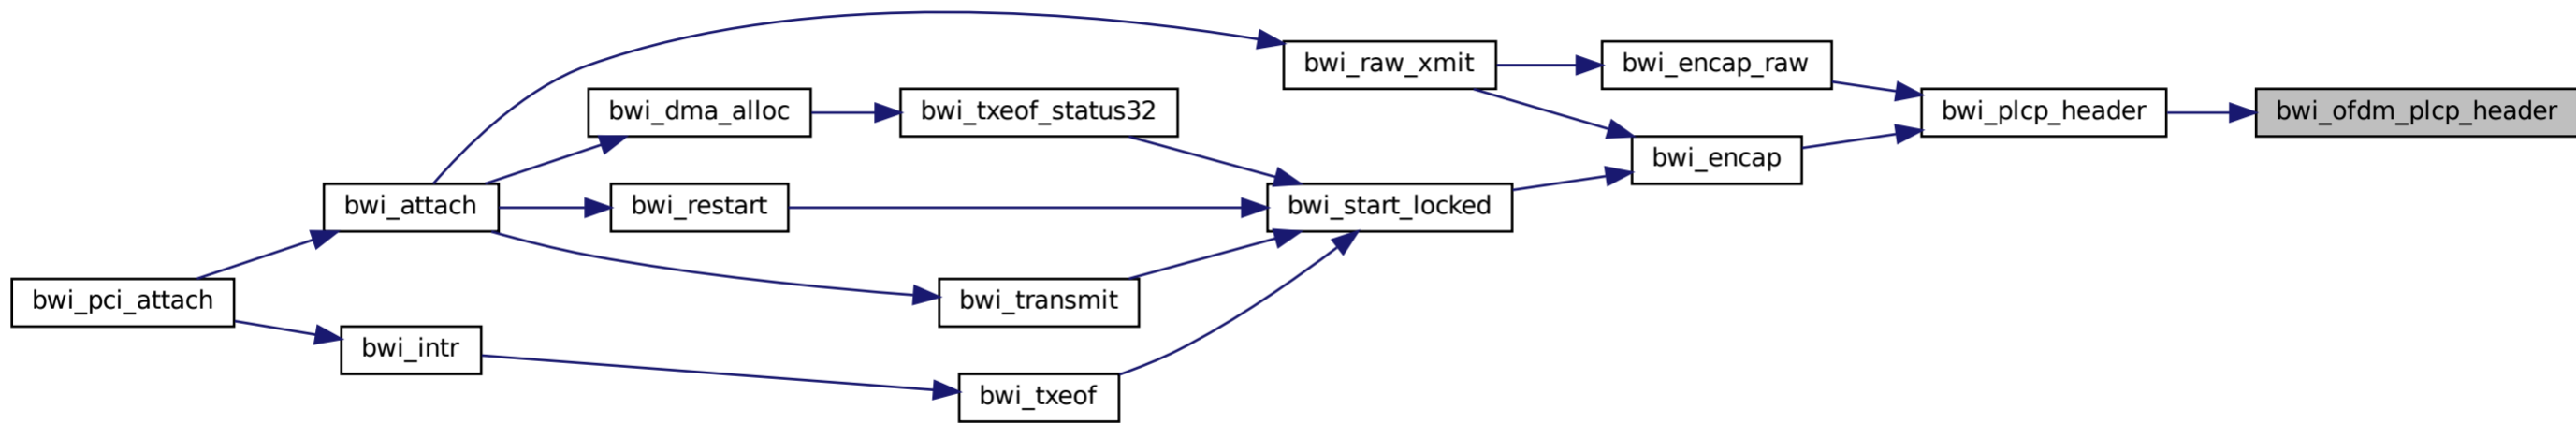 bwi_raw_xmit
bwi_encap_raw
bwi_dma_alloc
bwi_txeof_status32
bwi_plcp_header
bwi_ofdm_plcp_header
bwi_encap
bwi_attach
bwi_restart
bwi_start_locked
bwi_pci_attach
bwi_transmit
bwi_intr
bwi_txeof